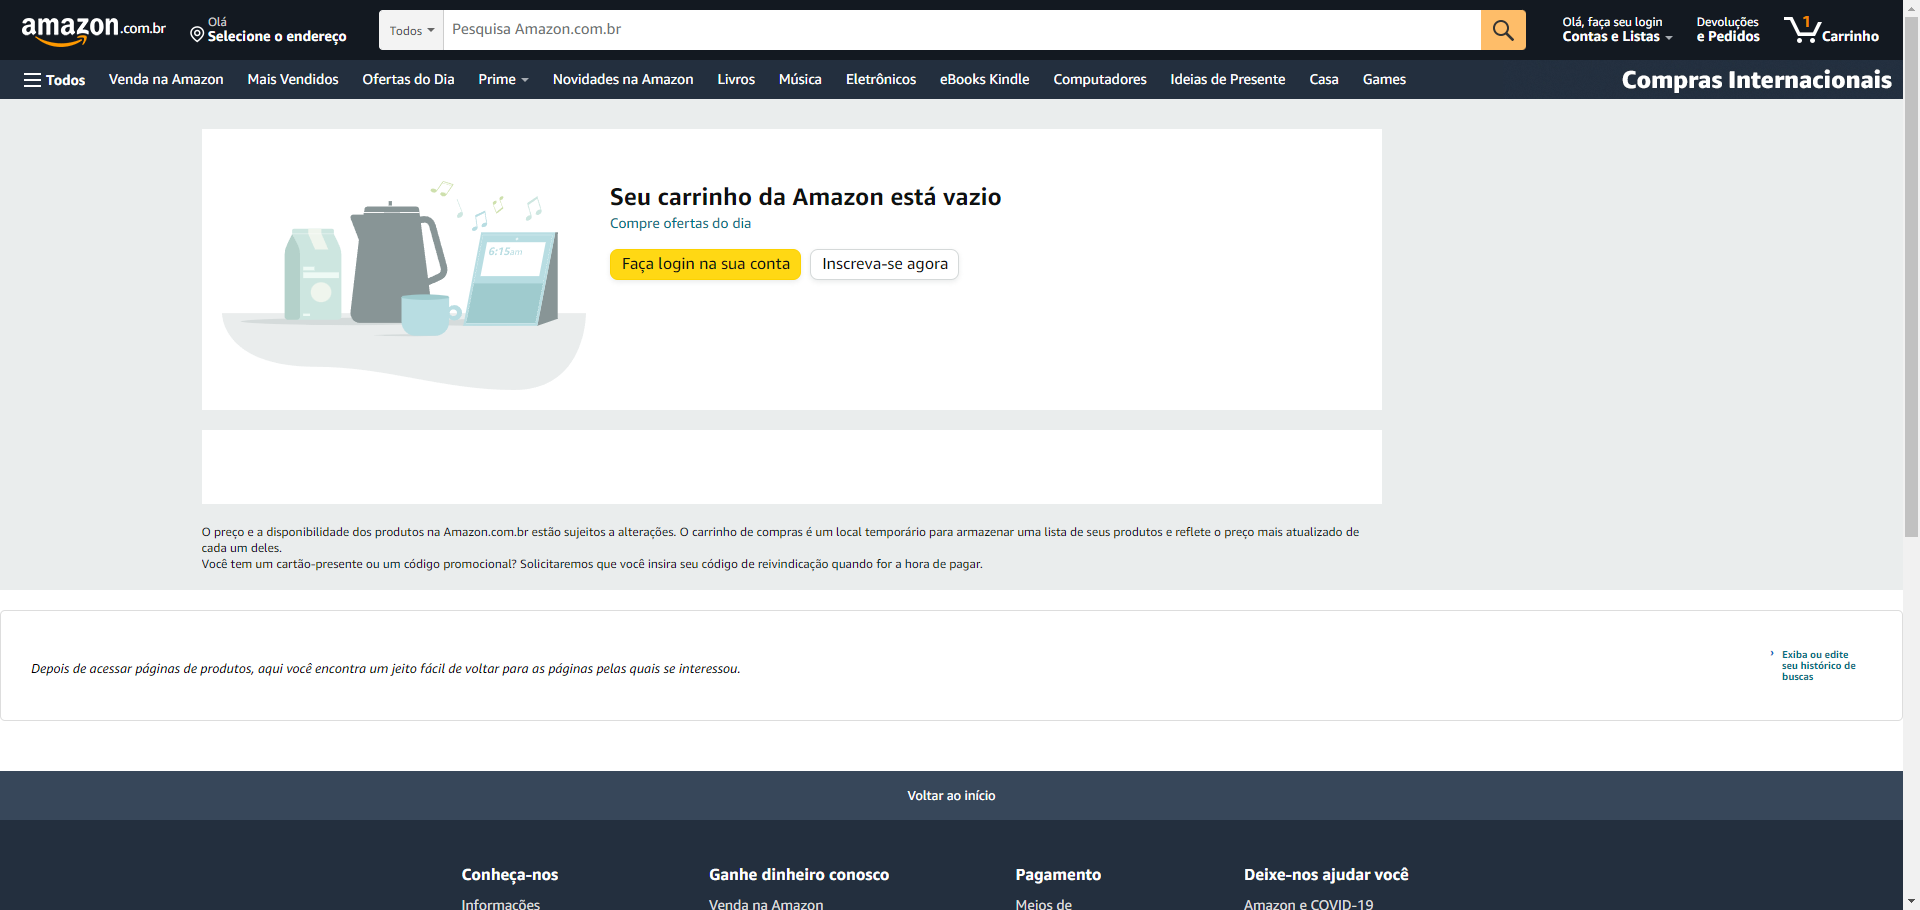 amazon.com.br
Olá
Selecione o endereço
Todos
Pesquisa Amazon.com.br
Olá, faça seu login
Contas e Listas
Devoluções
e Pedidos
1
Carrinho
Todos
Venda na Amazon
Mais Vendidos
Ofertas do Dia
Prime
Novidades na Amazon
Livros
Música
Eletrônicos
eBooks Kindle
Computadores
Ideias de Presente
Casa
Games
Compras Internacionais
6:15am
Seu carrinho da Amazon está vazio
Compre ofertas do dia
Faça login na sua conta
Inscreva-se agora
O preço e a disponibilidade dos produtos na Amazon.com.br estão sujeitos a alterações. O carrinho de compras é um local temporário para armazenar uma lista de seus produtos e reflete o preço mais atualizado de
cada um deles.
Você tem um cartão-presente ou um código promocional? Solicitaremos que você insira seu código de reivindicação quando for a hora de pagar.
Depois de acessar páginas de produtos, aqui você encontra um jeito fácil de voltar para as páginas pelas quais se interessou.
› Exiba ou edite
seu histórico de
buscas
Voltar ao início
Conheça-nos
Ganhe dinheiro conosco
Pagamento
Deixe-nos ajudar você
Informações
Venda na Amazon
Meios de
Amazon e COVID-19